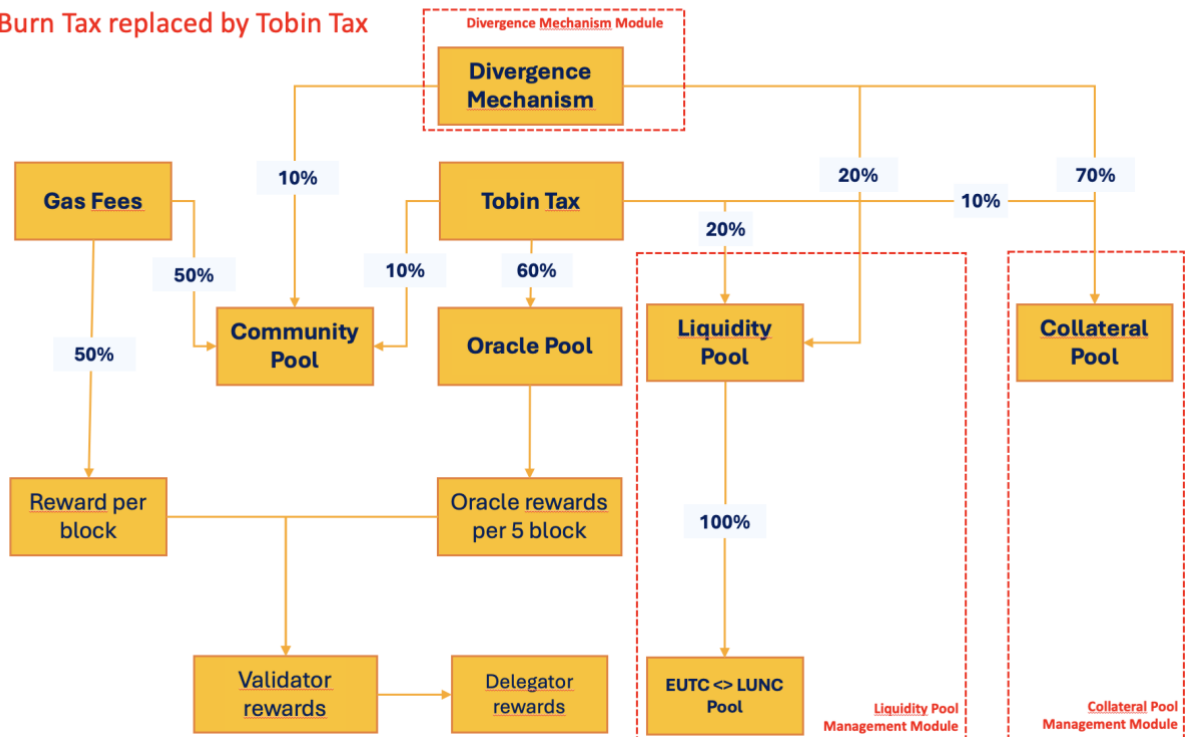 Burn Tax replaced by Tobin Tax
Divergence Mechanism Module
Divergence
Mechanism
10%
20%
70%
Gas Fees
Tobin Tax
10%
20%
50%
10%
60%
Community
Pool
Oracle Pool
Liquidity
Pool
Collateral
Pool
50%
Reward per
block
Oracle rewards
per 5 block
100%
Validator
rewards
Delegator
rewards
EUTC <> LUNC
Pool
Liquidity Pool
Management Module
Collateral Pool
Management Module